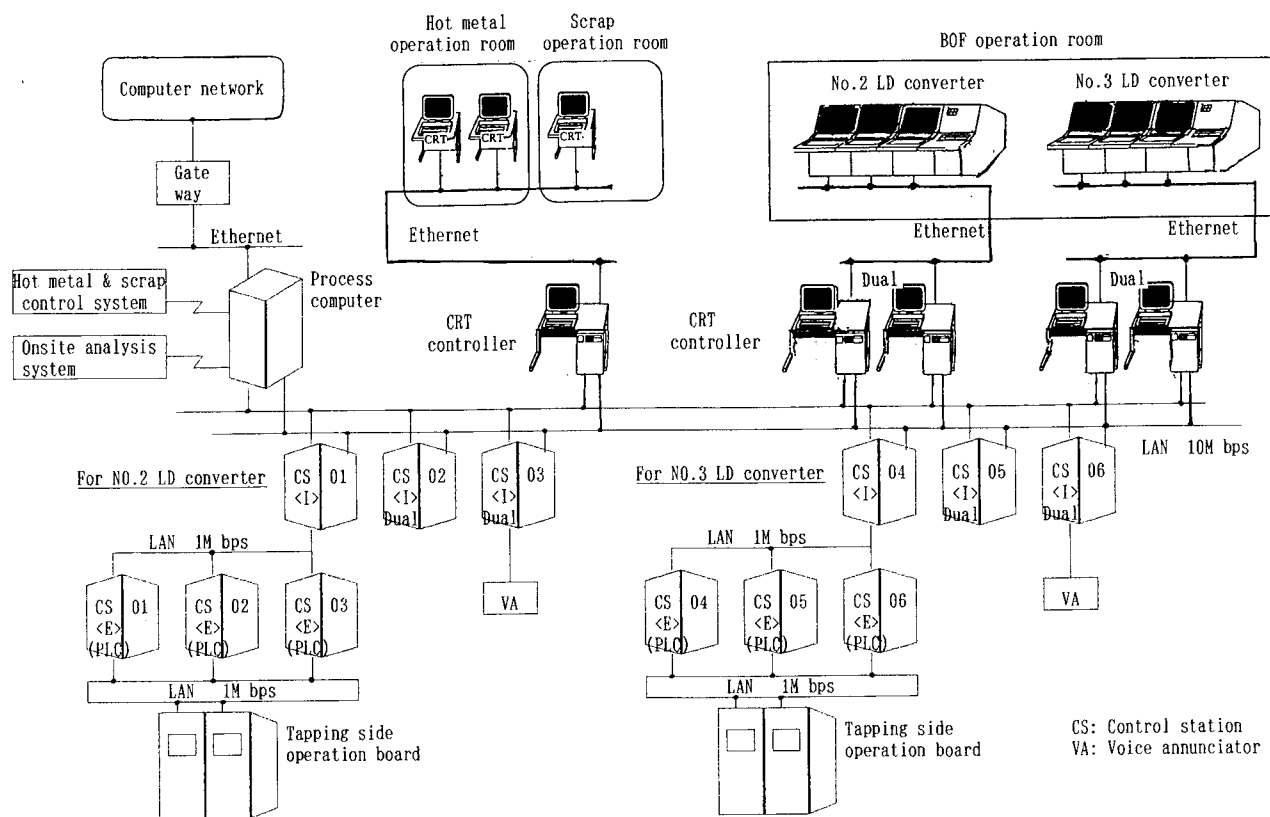 Hot metal
operation room
Scrap
operation room
BOF operation room
Computer network
No.2 LD converter
No.3 LD converter
CRT
CRT
CRT
Gate
way
Ethernet
Ethernet
Ethernet
Ethernet
Hot metal & scrap
control system
Process
computer
Dual
Dual
CRT
controller
CRT
controller
Onsite analysis
system
LAN 10M bps
For NO.2 LD converter
CS
<I>
01
CS
<I>
Dual
02
CS
<I>
Dual
03
For NO.3 LD converter
CS
<I>
04
CS
<I>
Dual
05
CS
<I>
Dual
06
LAN 1M bps
LAN 1M bps
CS
<E>
(PLC)
01
CS
<E>
(PLC)
02
CS
<E>
(PLC)
03
VA
CS
<E>
(PLC)
04
CS
<E>
(PLC)
05
CS
<E>
(PLC)
06
VA
LAN 1M bps
LAN 1M bps
Tapping side
operation board
Tapping side
operation board
CS: Control station
VA: Voice annunciator